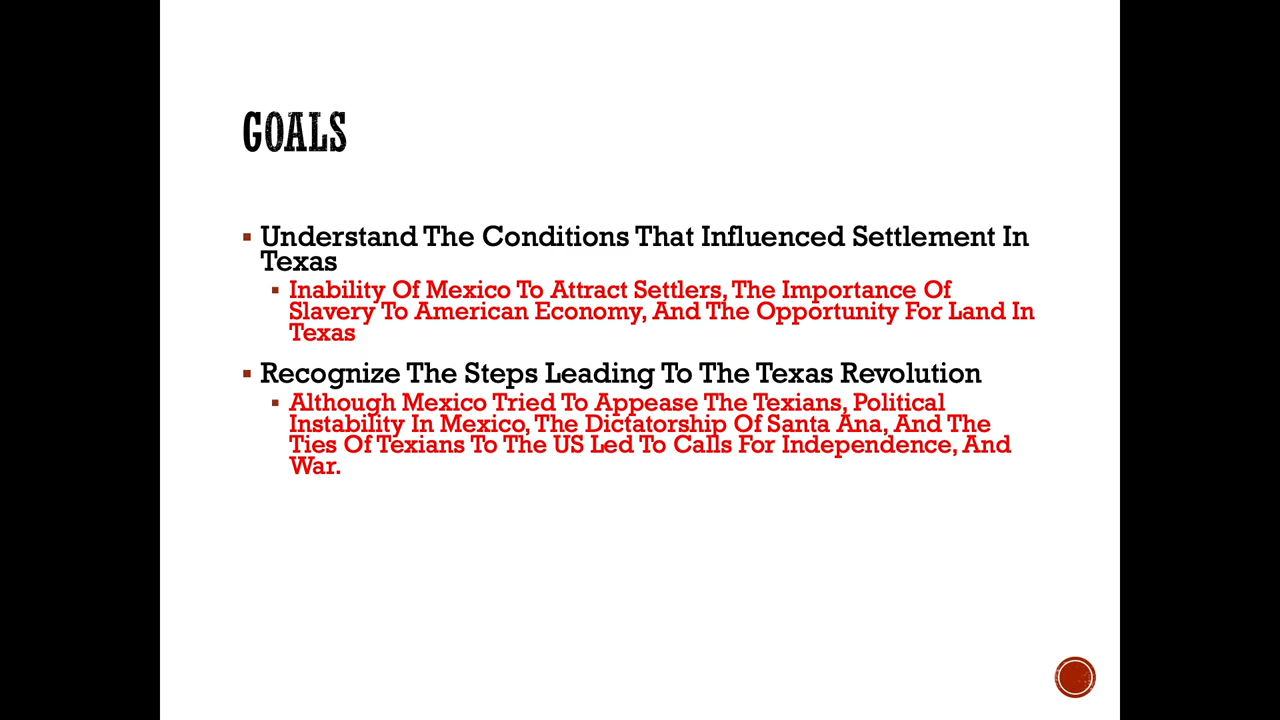 GOALS
Understand The Conditions That Influenced Settlement In
Texas
Inability Of Mexico To Attract Settlers, The Importance Of
Slavery To American Economy, And The Opportunity For Land In
Texas
Recognize The Steps Leading To The Texas Revolution
Although Mexico Tried To Appease The Texians, Political
Instability In Mexico, The Dictatorship Of Santa Ana, And The
Ties Of Texians To The US Led To Calls For Independence, And
War.